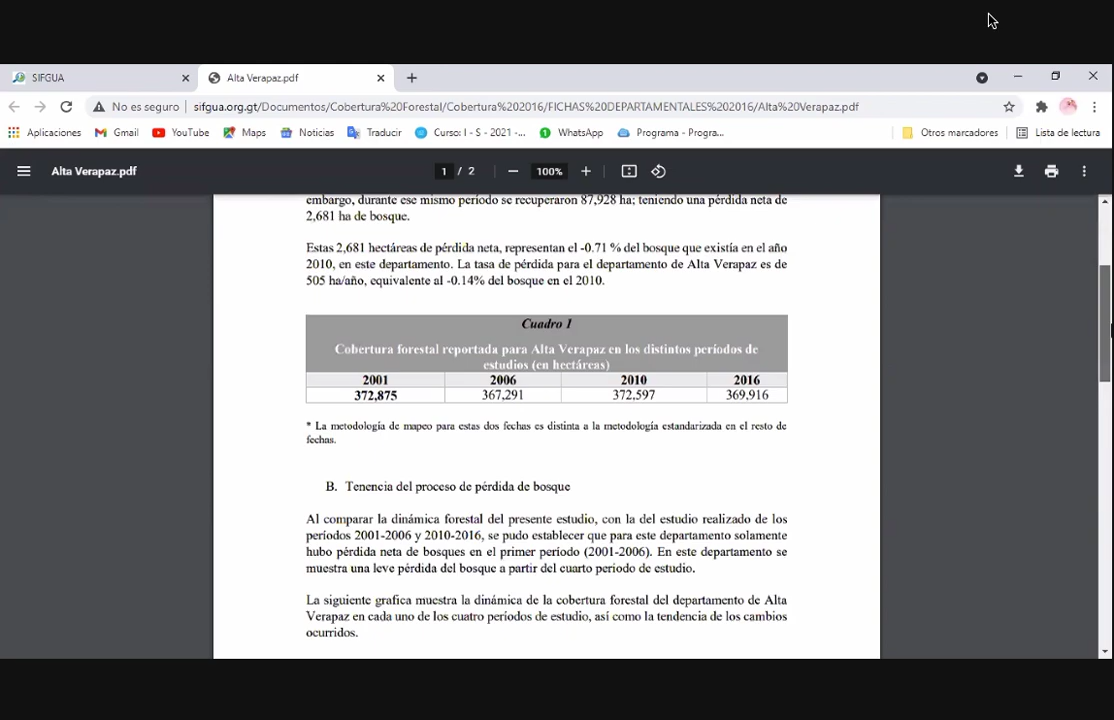 SIFGUA
Alta Verapaz.pdf
No es seguro
sifgua.org.gt/Documentos/Cobertura%20Forestal/Cobertura%202016/FICHAS%20DEPARTAMENTALES%202016/Alta%20Verapaz.pdf
Aplicaciones
Gmail
YouTube
Maps
Noticias
Traducir
Curso: I - S - 2021 -...
WhatsApp
Programa - Progra...
Otros marcadores
Lista de lectura
Alta Verapaz.pdf
1 / 2
100%
embargo, durante ese mismo período se recuperaron 87,928 ha; teniendo una pérdida neta de
2,681 ha de bosque.
Estas 2,681 hectáreas de pérdida neta, representan el -0.71 % del bosque que existía en el año
2010, en este departamento. La tasa de pérdida para el departamento de Alta Verapaz es de
505 ha/año, equivalente al -0.14% del bosque en el 2010.
Cuadro 1
Cobertura forestal reportada para Alta Verapaz en los distintos períodos de
estudios (en hectáreas)
2001 2006 2010 2016
372,875 367,291 372,597 369,916
* La metodología de mapeo para estas dos fechas es distinta a la metodología estandarizada en el resto de
fechas.
B. Tenencia del proceso de pérdida de bosque
Al comparar la dinámica forestal del presente estudio, con la del estudio realizado de los
períodos 2001-2006 y 2010-2016, se pudo establecer que para este departamento solamente
hubo pérdida neta de bosques en el primer período (2001-2006). En este departamento se
muestra una leve pérdida del bosque a partir del cuarto periodo de estudio.
La siguiente grafica muestra la dinámica de la cobertura forestal del departamento de Alta
Verapaz en cada uno de los cuatro períodos de estudio, así como la tendencia de los cambios
ocurridos.